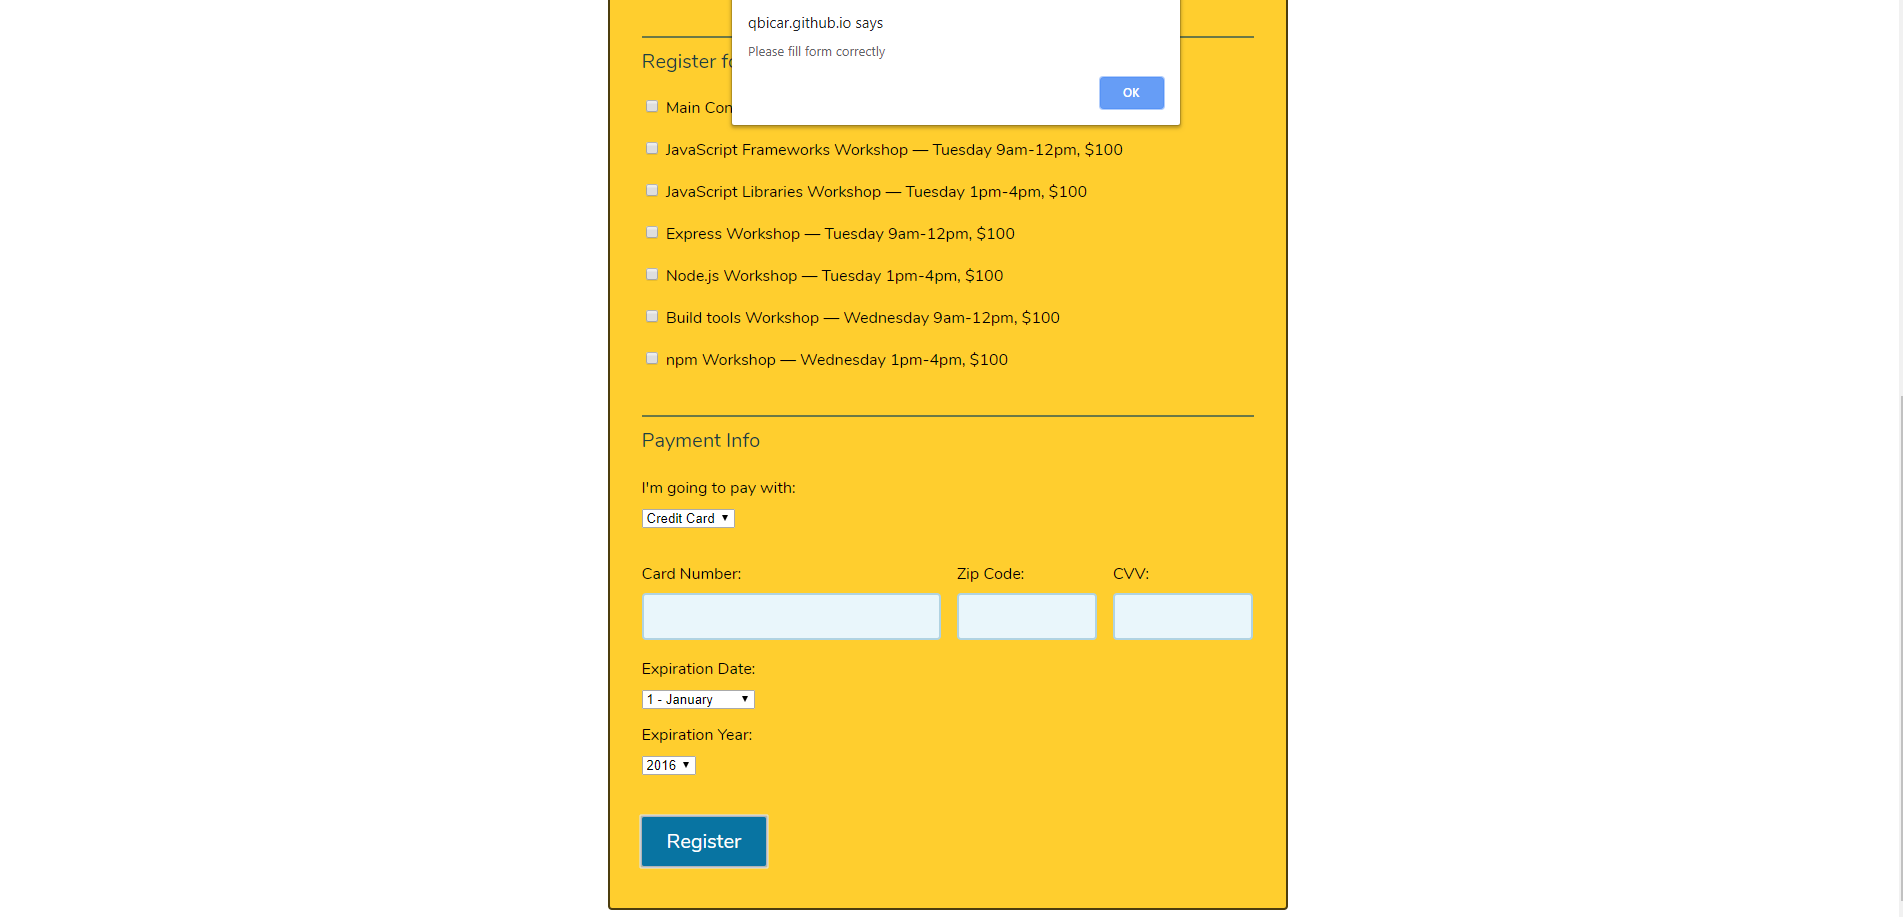 qbicar.github.io says
Please fill form correctly
OK
Register
Main
JavaScript Frameworks Workshop — Tuesday 9am-12pm, $100
JavaScript Libraries Workshop — Tuesday 1pm-4pm, $100
Express Workshop — Tuesday 9am-12pm, $100
Node.js Workshop — Tuesday 1pm-4pm, $100
Build tools Workshop — Wednesday 9am-12pm, $100
npm Workshop — Wednesday 1pm-4pm, $100
Payment Info
I'm going to pay with:
Credit Card
Card Number: Zip Code: CVV:
Expiration Date:
1 - January
Expiration Year:
2016
Register